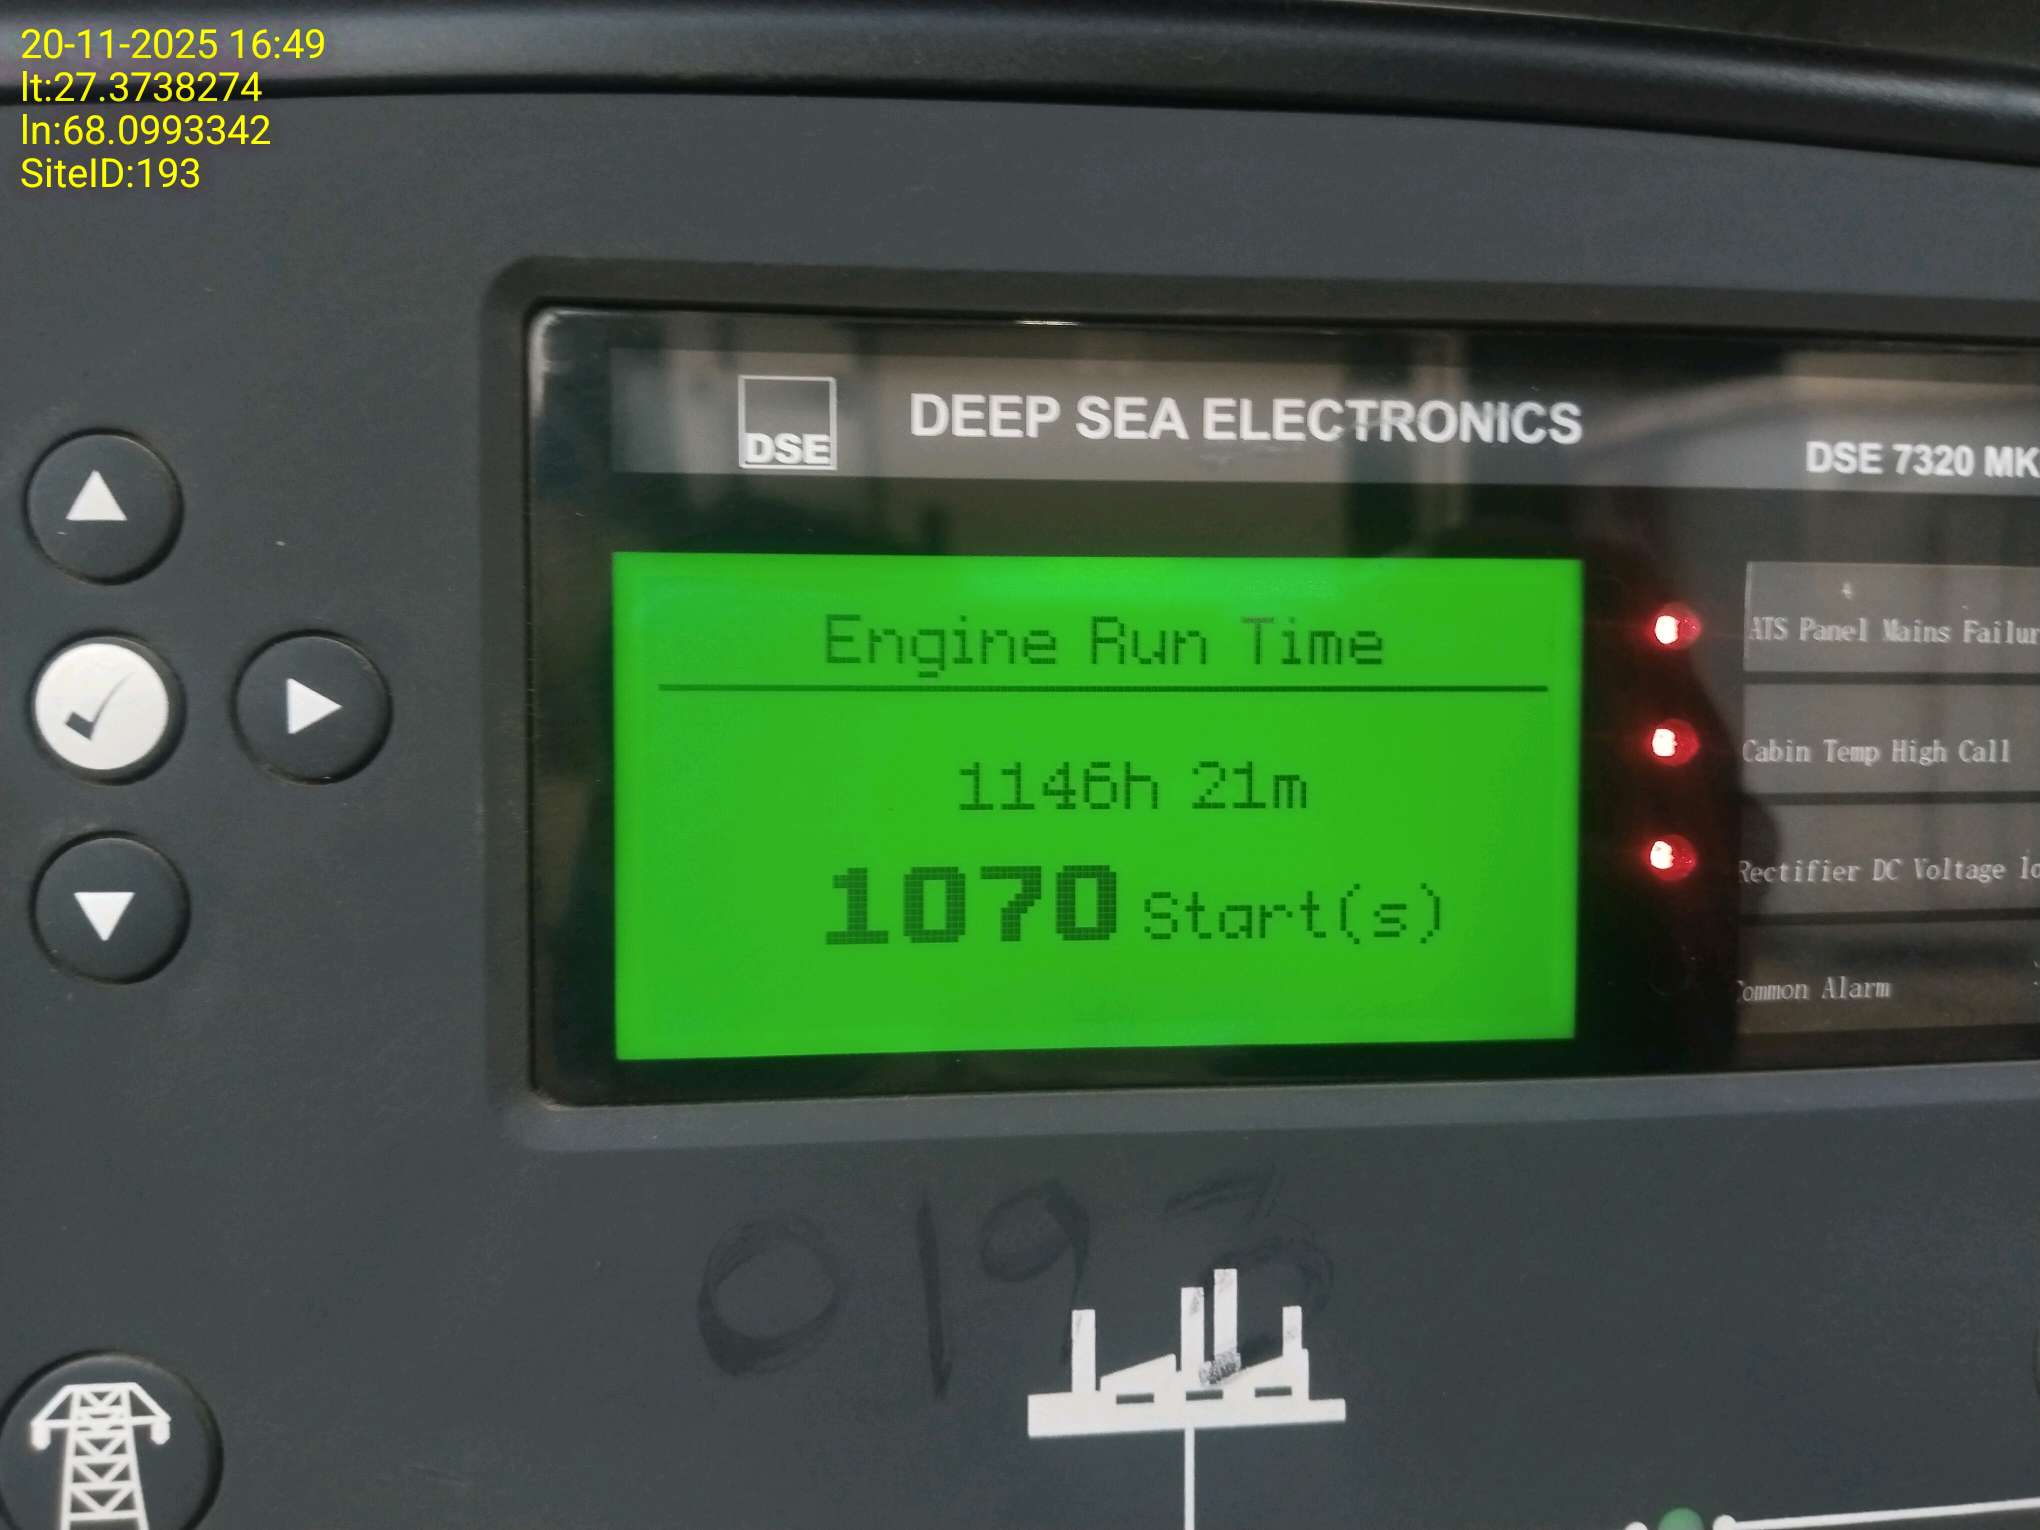 20-11-2025 16:49
lt:27.3738274
ln:68.0993342
SiteID:193
DSE
DEEP SEA ELECTRONICS
DSE 7320 MK
Engine Run Time
1146h 21m
1070 Start(s)
ATS Panel Mains Failu
Cabin Temp High Call
Rectifier DC Voltage lo
Common Alarm
0193